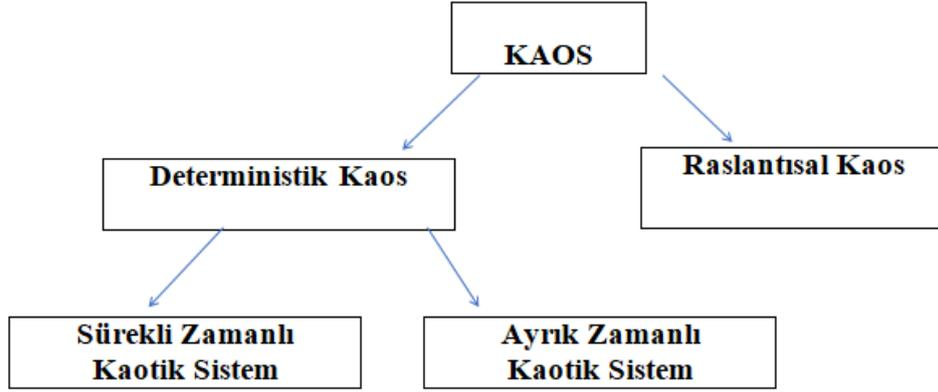 KAOS
Deterministik Kaos
Raslantısal Kaos
Sürekli Zamanlı
Kaotik Sistem
Ayrık Zamanlı
Kaotik Sistem